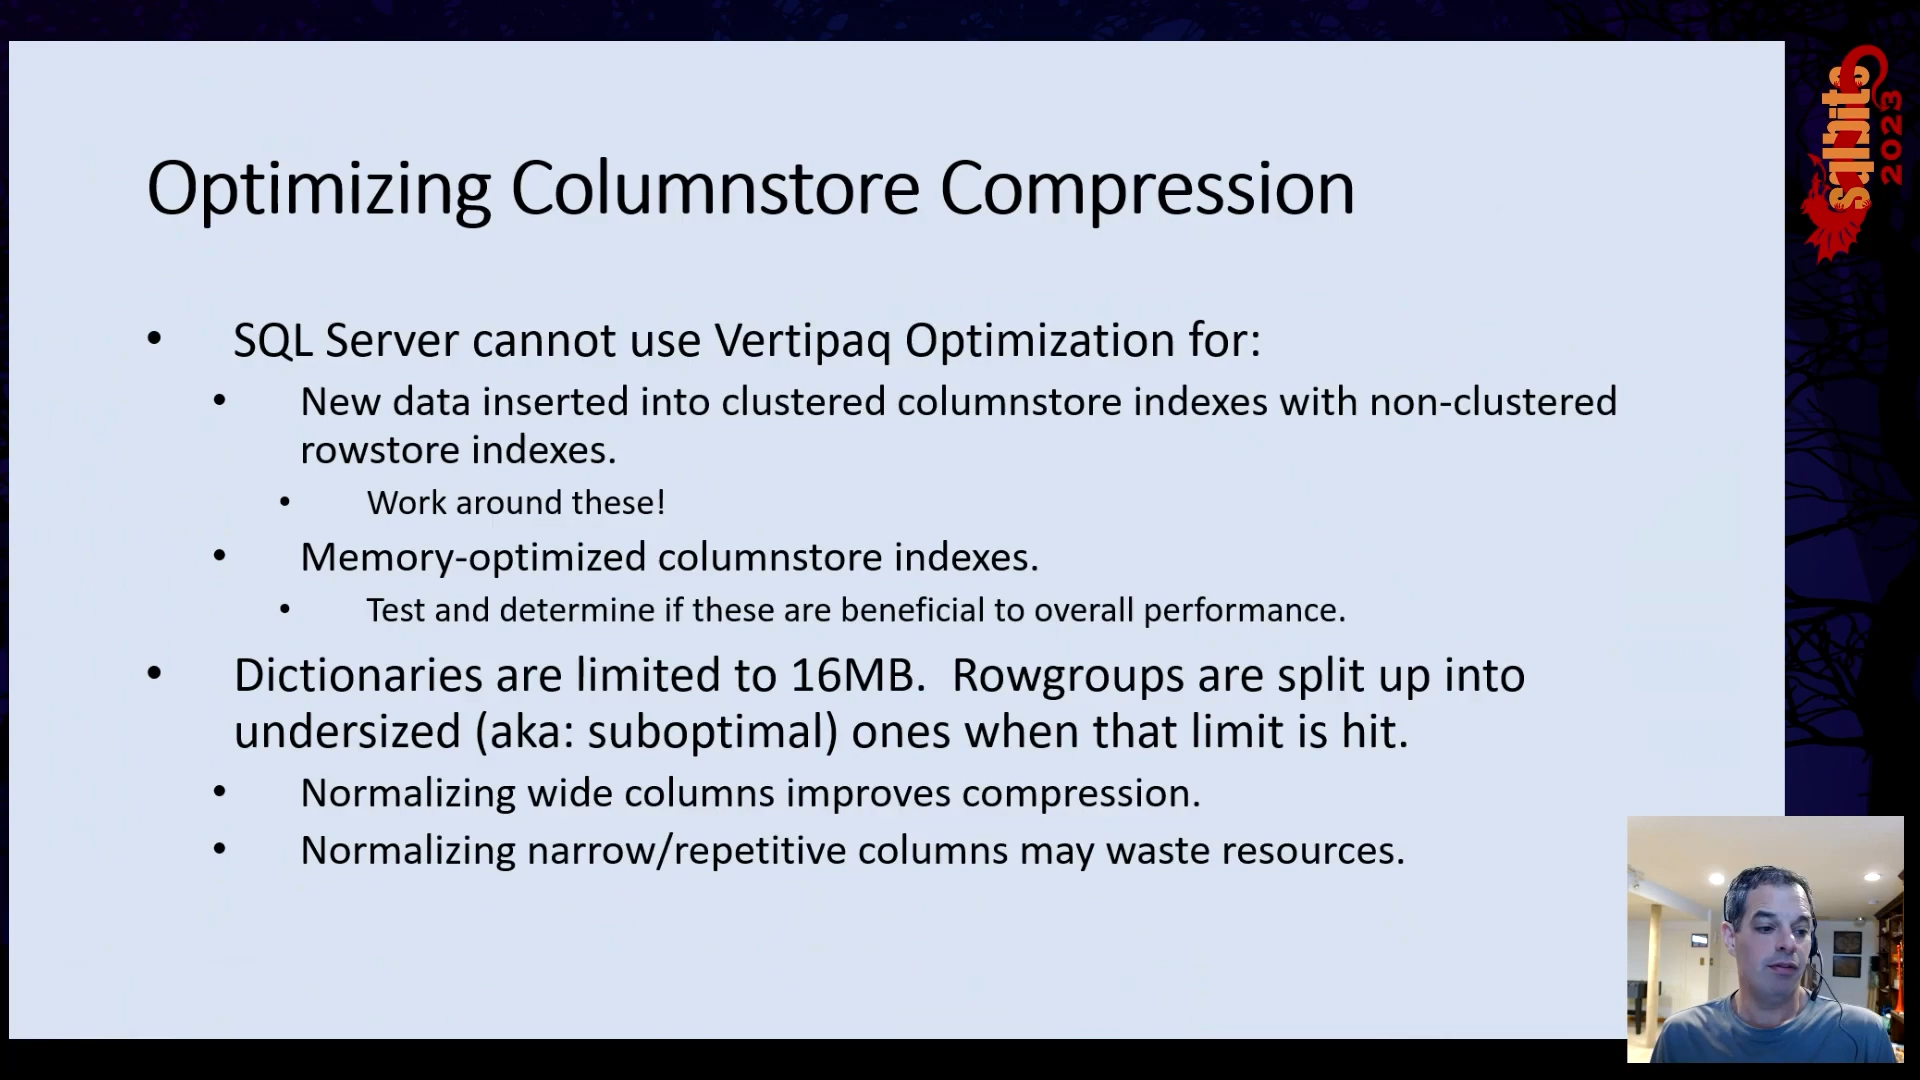 Optimizing Columnstore Compression
• SQL Server cannot use Vertipaq Optimization for:
• New data inserted into clustered columnstore indexes with non-clustered
rowstore indexes.
• Work around these!
• Memory-optimized columnstore indexes.
• Test and determine if these are beneficial to overall performance.
• Dictionaries are limited to 16MB.  Rowgroups are split up into
undersized (aka: suboptimal) ones when that limit is hit.
• Normalizing wide columns improves compression.
• Normalizing narrow/repetitive columns may waste resources.
sqlbits
2023